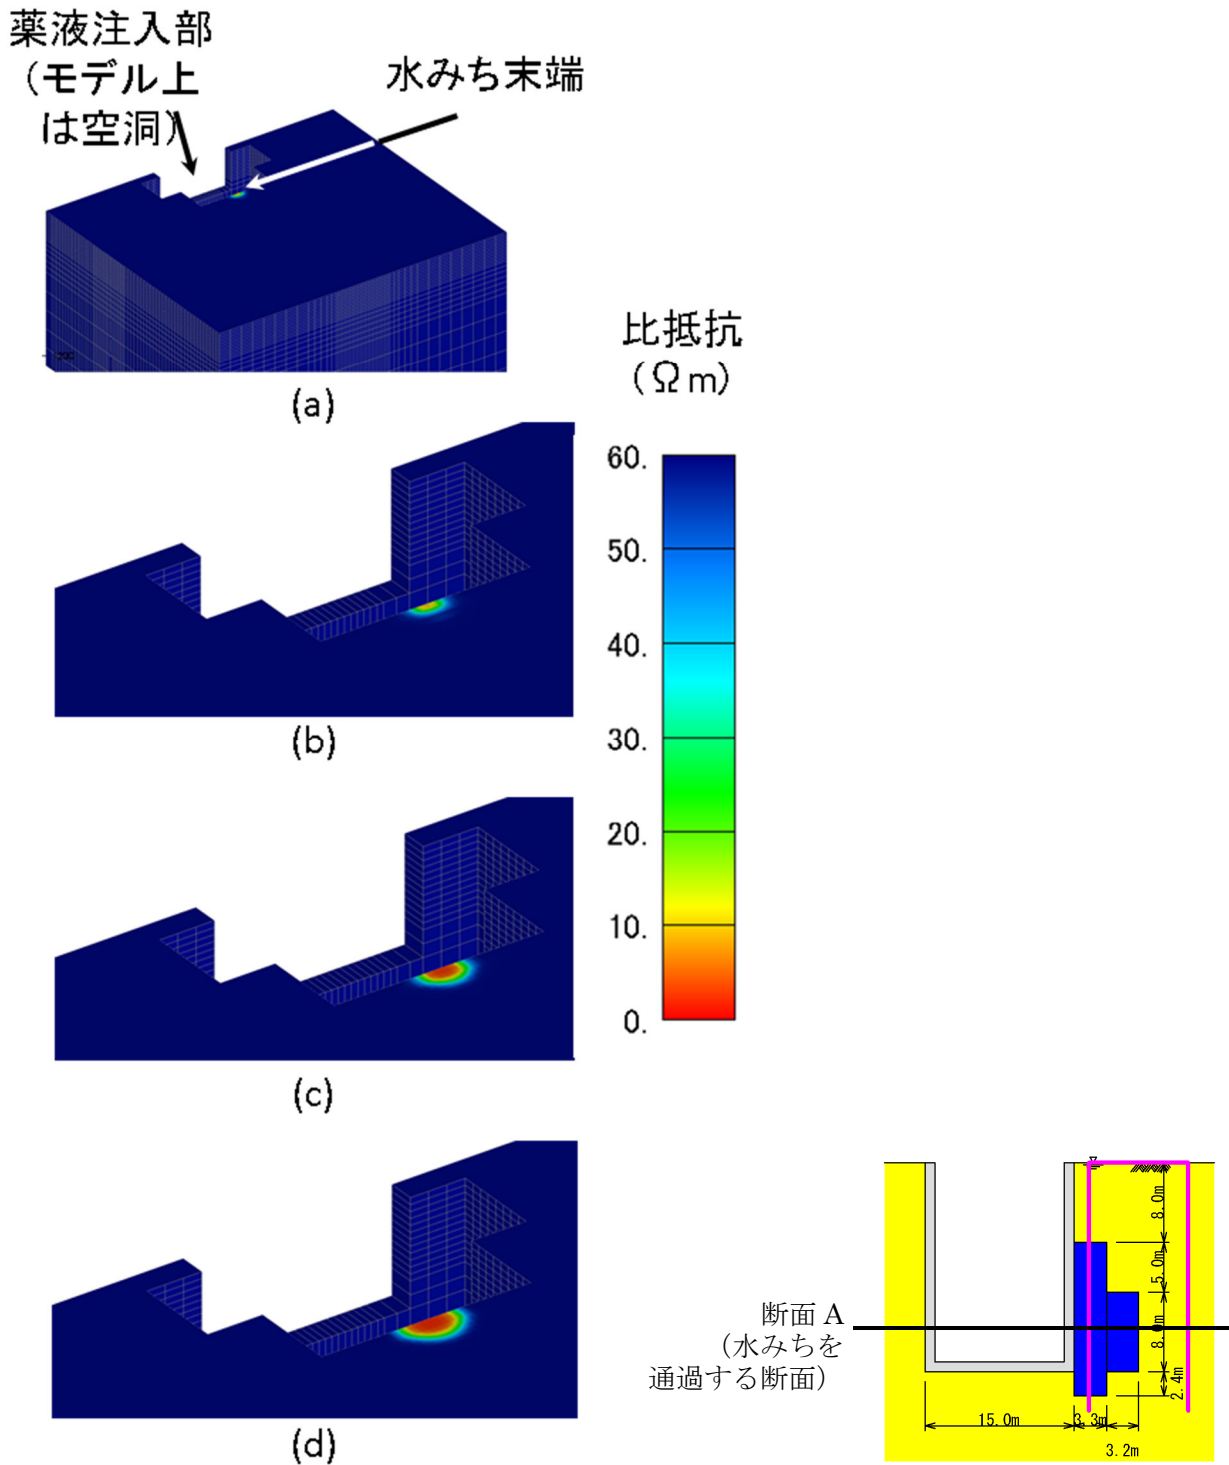 薬液注入部
（モデル上
は空洞）
水みち末端
(a)
比抵抗
（Ωm）
60.
50.
40.
30.
20.
10.
0.
(b)
(c)
(d)
断面 A
（水みちを
通過する断面）
8.0m
5.0m
8.0m
2.4m
15.0m
3.3m
3.2m